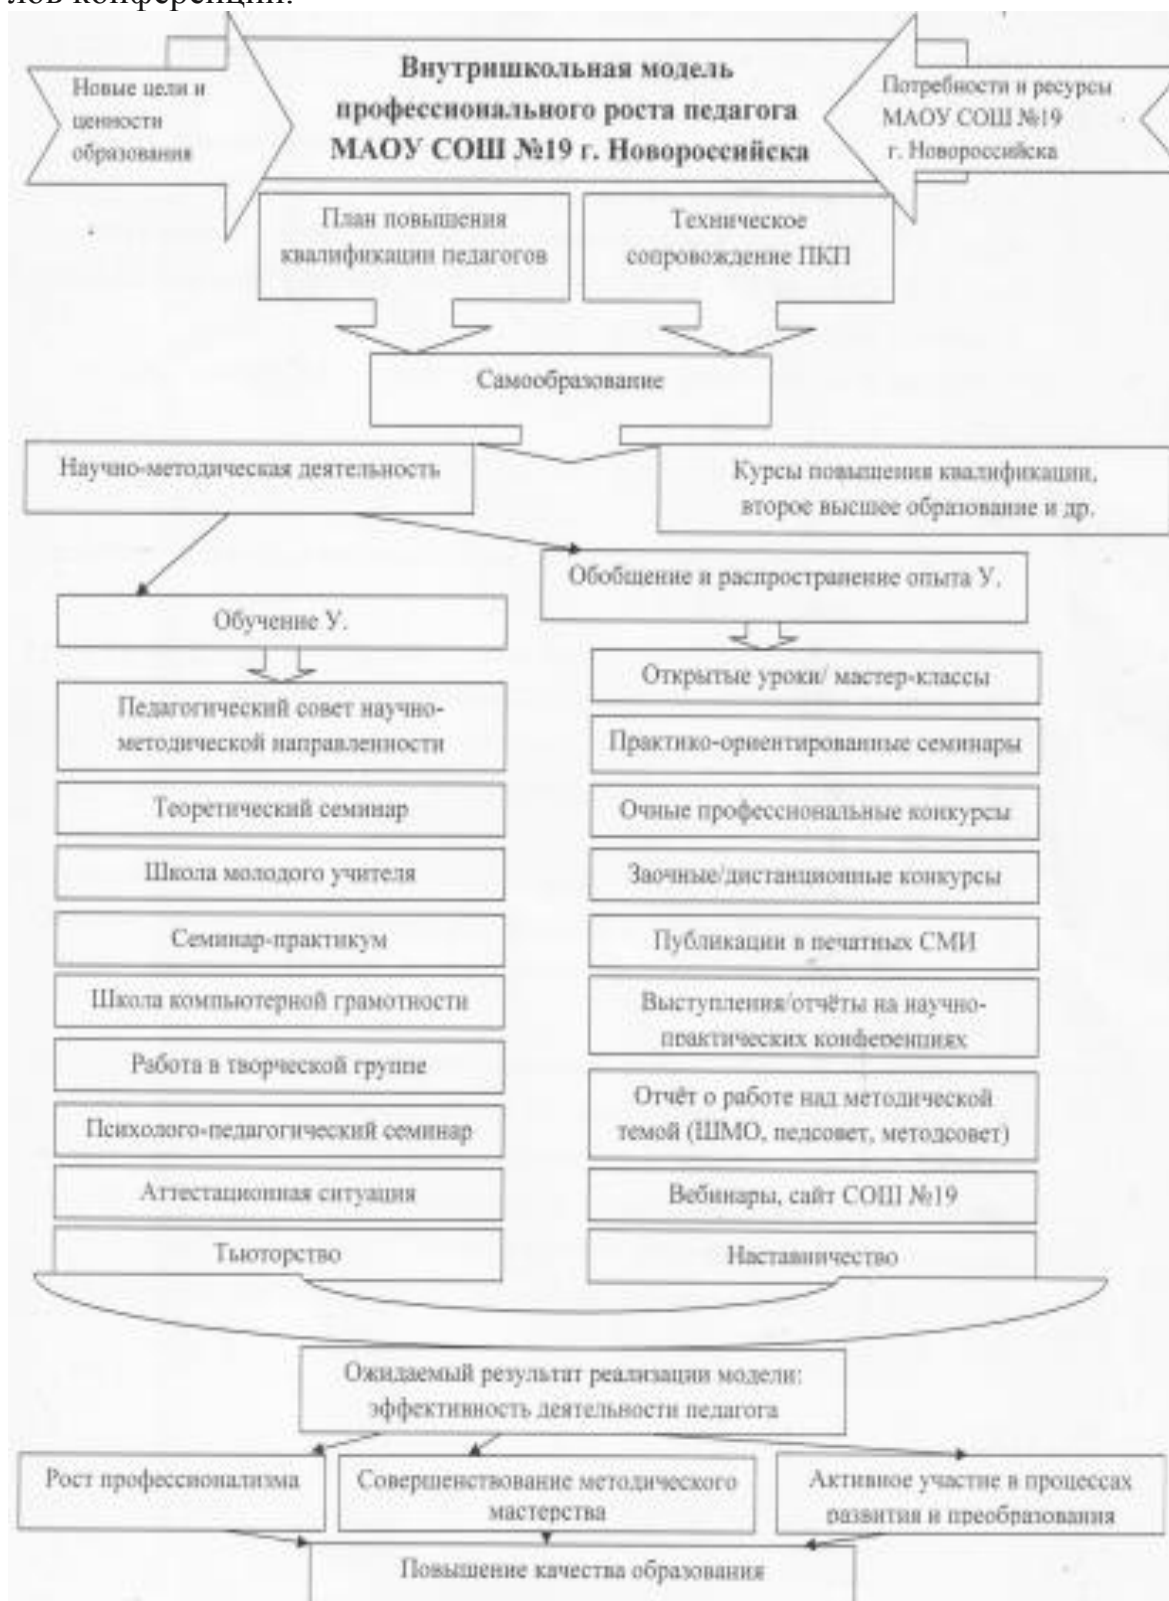 лов конференции.
Новые цели и
ценности
образования
Внутришкольная модель
профессионального роста педагога
МАОУ СОШ №19 г. Новороссийска
Потребности и ресурсы
МАОУ СОШ №19
г. Новороссийска
План повышения
квалификации педагогов
Техническое
сопровождение ПКП
Самообразование
Научно-методическая деятельность
Курсы повышения квалификации,
второе высшее образование и др.
Обучение У.
Педагогический совет научно-
методической направленности
Теоретический семинар
Школа молодого учителя
Семинар-практикум
Школа компьютерной грамотности
Работа в творческой группе
Психолого-педагогический семинар
Аттестационная ситуация
Тьюторство
Обобщение и распространение опыта У.
Открытые уроки/ мастер-классы
Практико-ориентированные семинары
Очные профессиональные конкурсы
Заочные/дистанционные конкурсы
Публикации в печатных СМИ
Выступления/отчёты на научно-
практических конференциях
Отчёт о работе над методической
темой (ШМО, педсовет, методсовет)
Вебинары, сайт СОШ №19
Наставничество
Ожидаемый результат реализации модели:
эффективность деятельности педагога
Рост профессионализма
Совершенствование методического
мастерства
Активное участие в процессах
развития и преобразования
Повышение качества образования